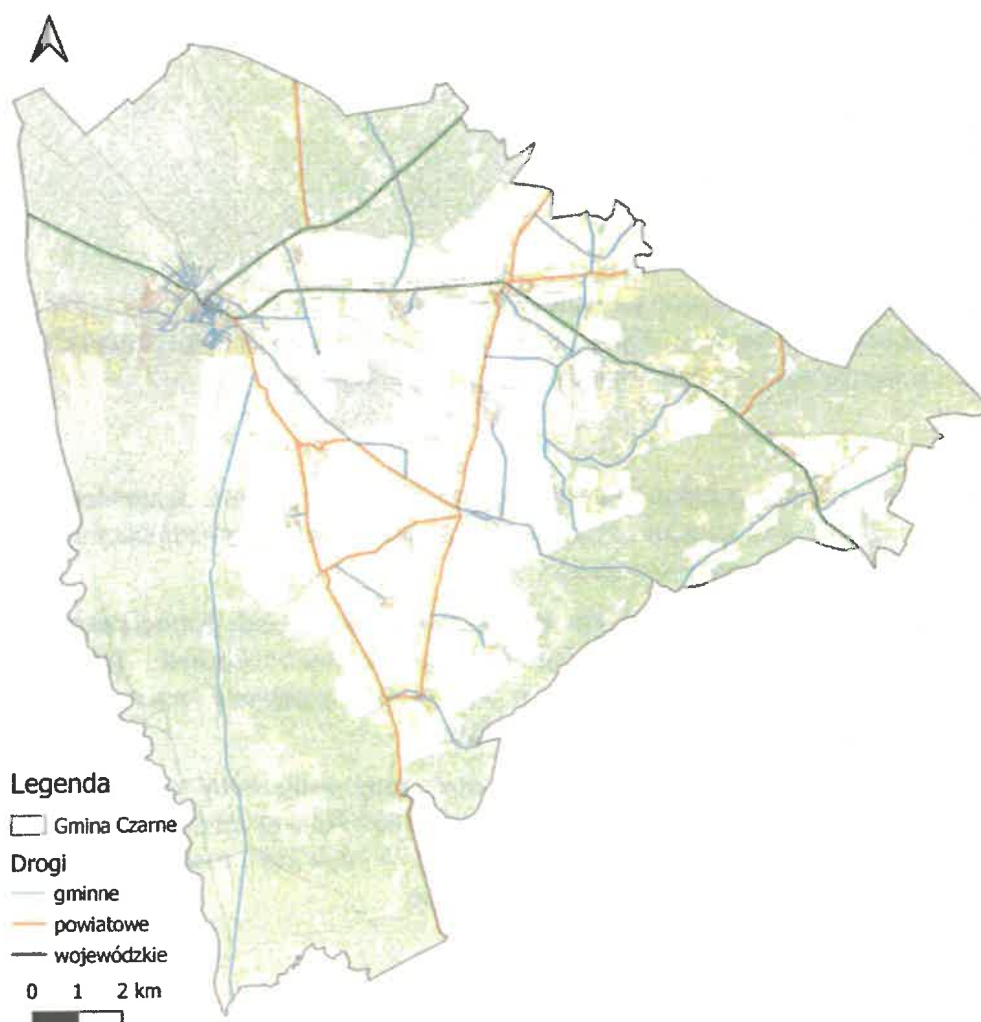 Legenda
Gmina Czarne
Drogi
gminne
powiatowe
wojewódzkie
0 1 2 km